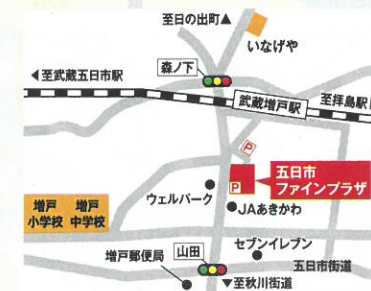 至日の出町▲
いなげや
◀至武蔵五日市駅
森ノ下
武蔵増戸駅
至拝島駅
P
五日市
ファインプラザ
P
ウェルパーク
JAあきかわ
増戸
小学校
増戸
中学校
セブンイレブン
増戸郵便局
山田
五日市街道
▼至秋川街道